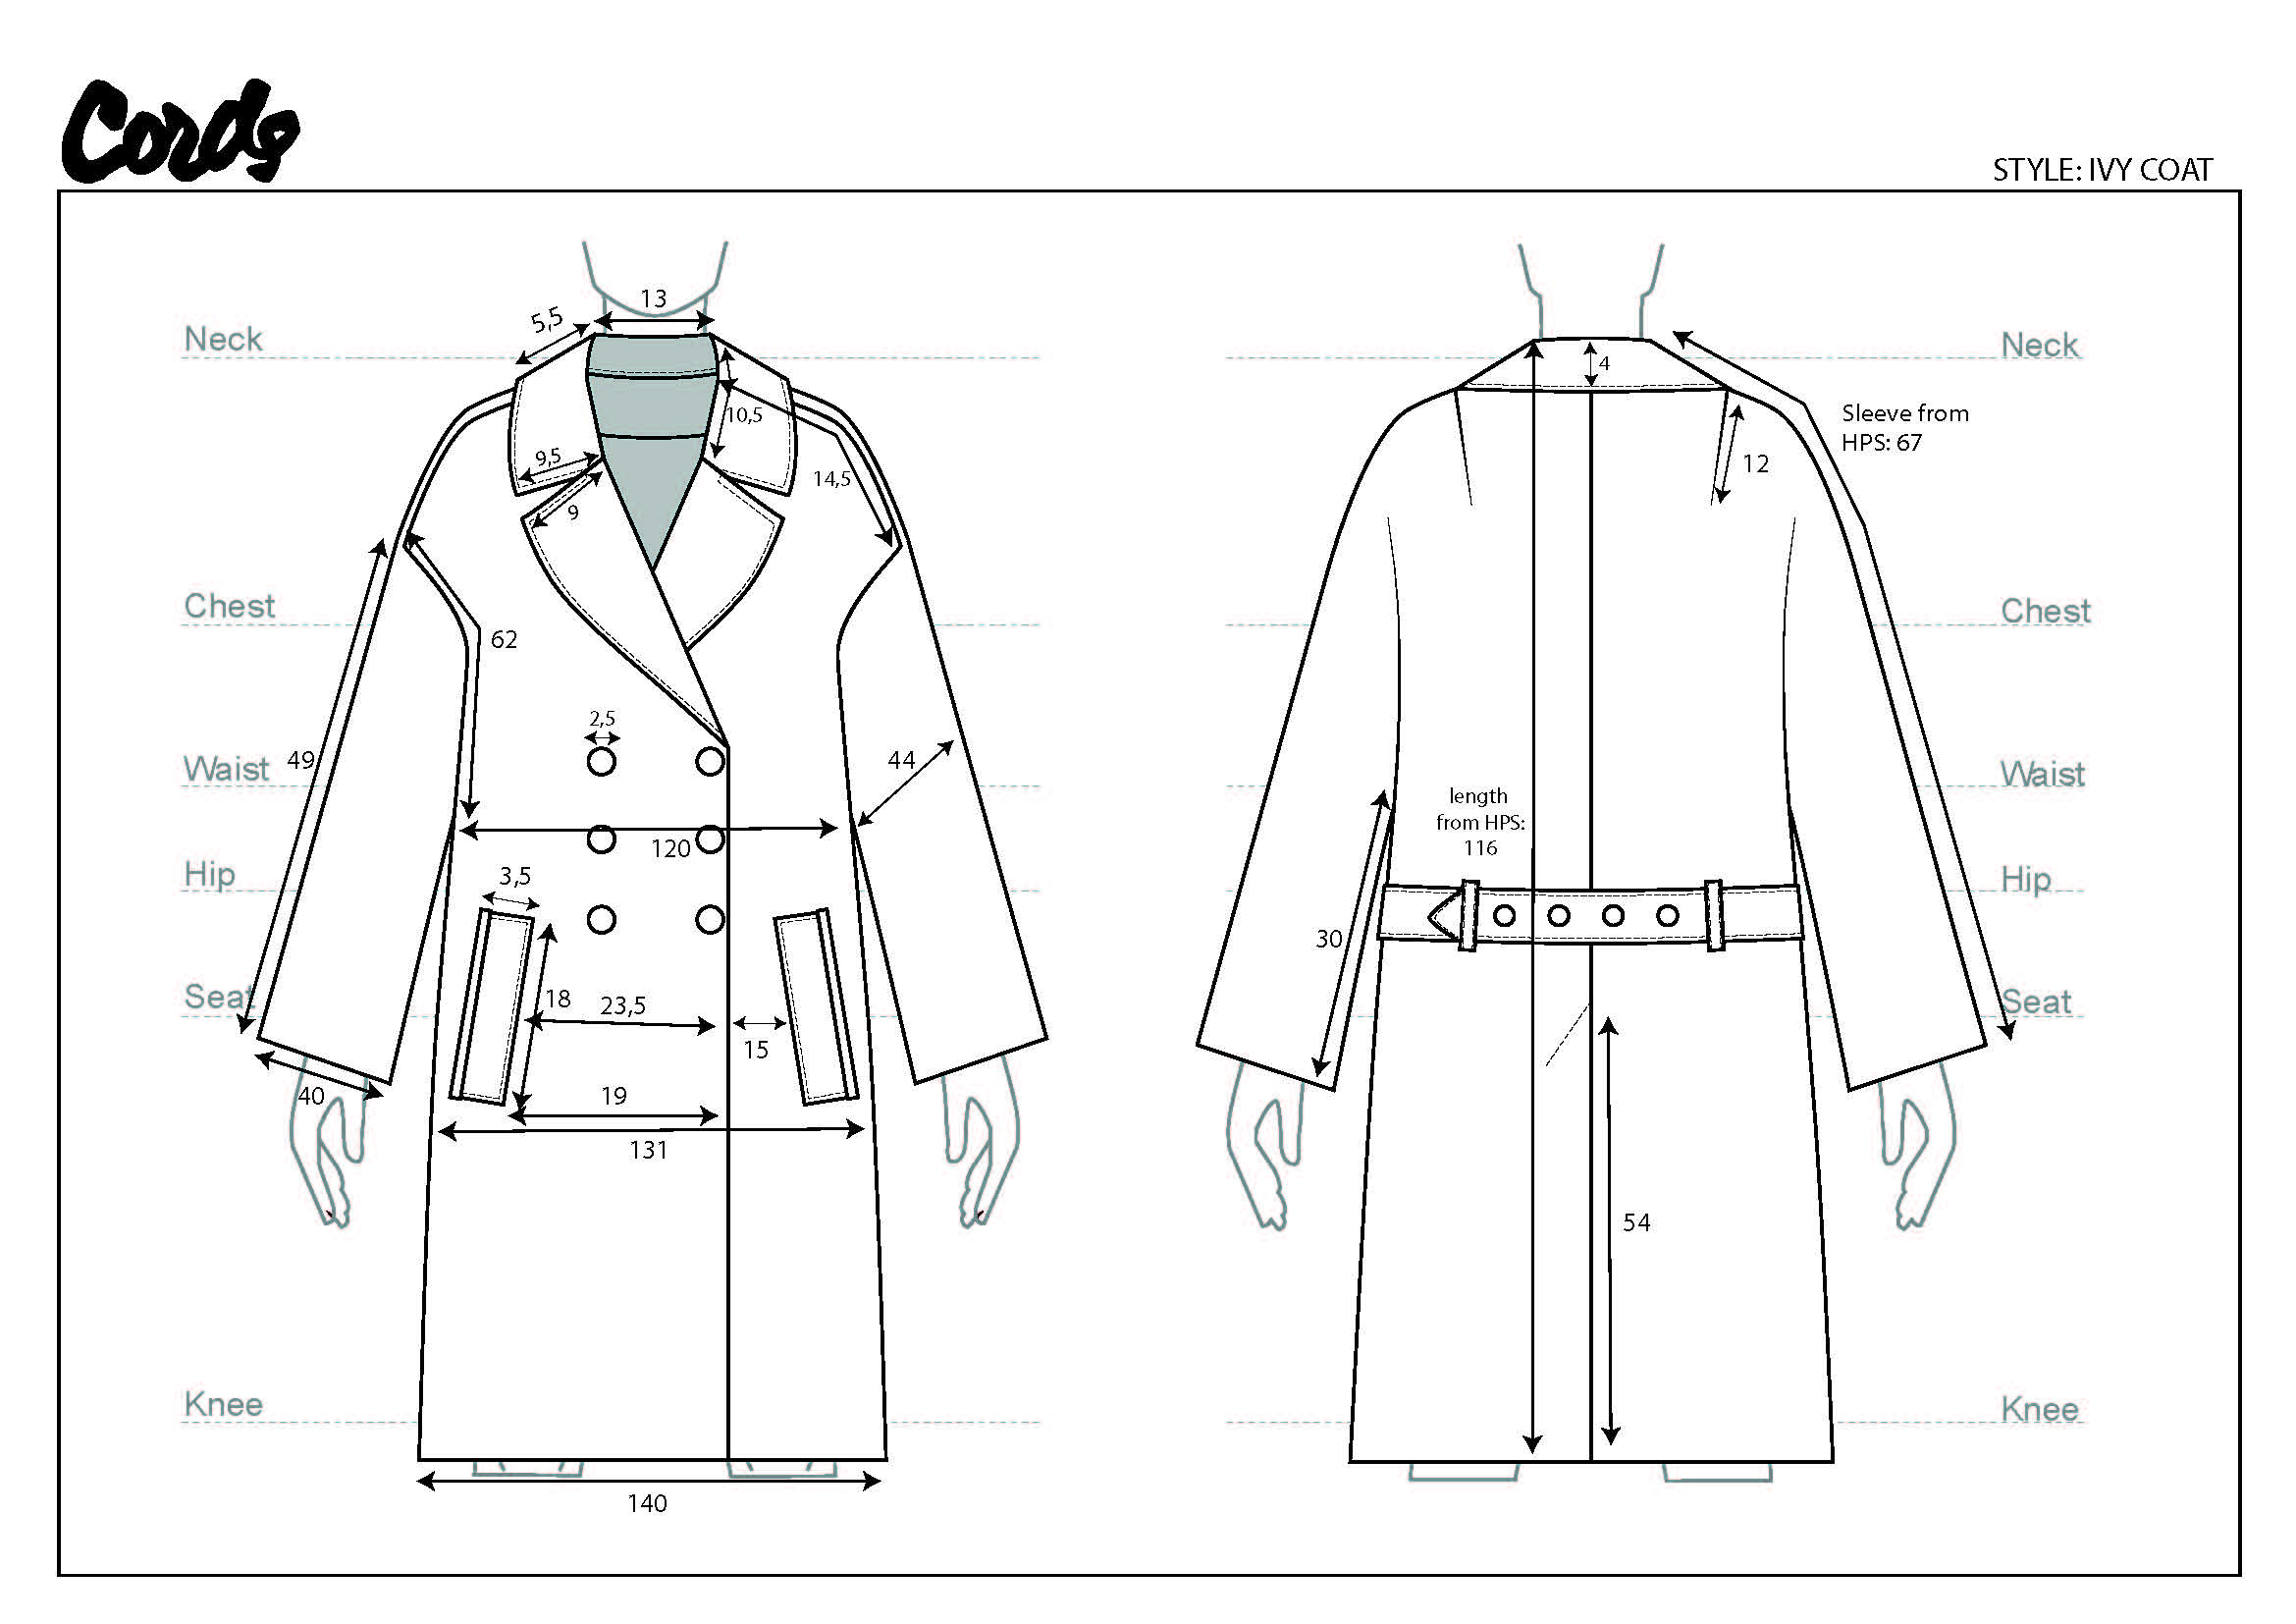 Cords
STYLE: IVY COAT
Neck
Chest
Waist
Hip
Seat
Knee
5,5
13
10,5
9,5
9
14,5
62
49
2,5
44
120
3,5
18
23,5
15
40
19
131
140
4
Sleeve from
HPS: 67
12
length
from HPS:
116
30
54
Neck
Chest
Waist
Hip
Seat
Knee